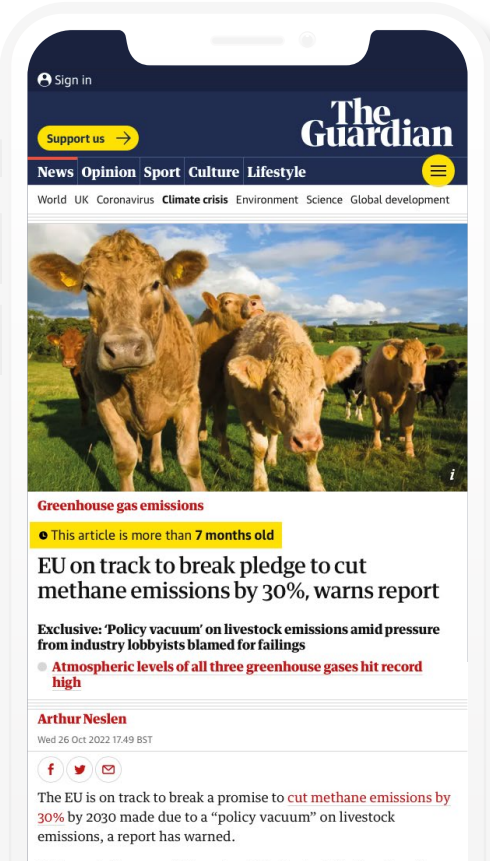 Sign in
Support us
The
Guardian
News Opinion Sport Culture Lifestyle
World UK Coronavirus Climate crisis Environment Science Global development
i
Greenhouse gas emissions
This article is more than 7 months old
EU on track to break pledge to cut
methane emissions by 30%, warns report
Exclusive: ‘Policy vacuum’ on livestock emissions amid pressure
from industry lobbyists blamed for failings
Atmospheric levels of all three greenhouse gases hit record
high
Arthur Neslen
Wed 26 Oct 2022 17.49 BST
The EU is on track to break a promise to cut methane emissions by
30% by 2030 made due to a “policy vacuum” on livestock
emissions, a report has warned.